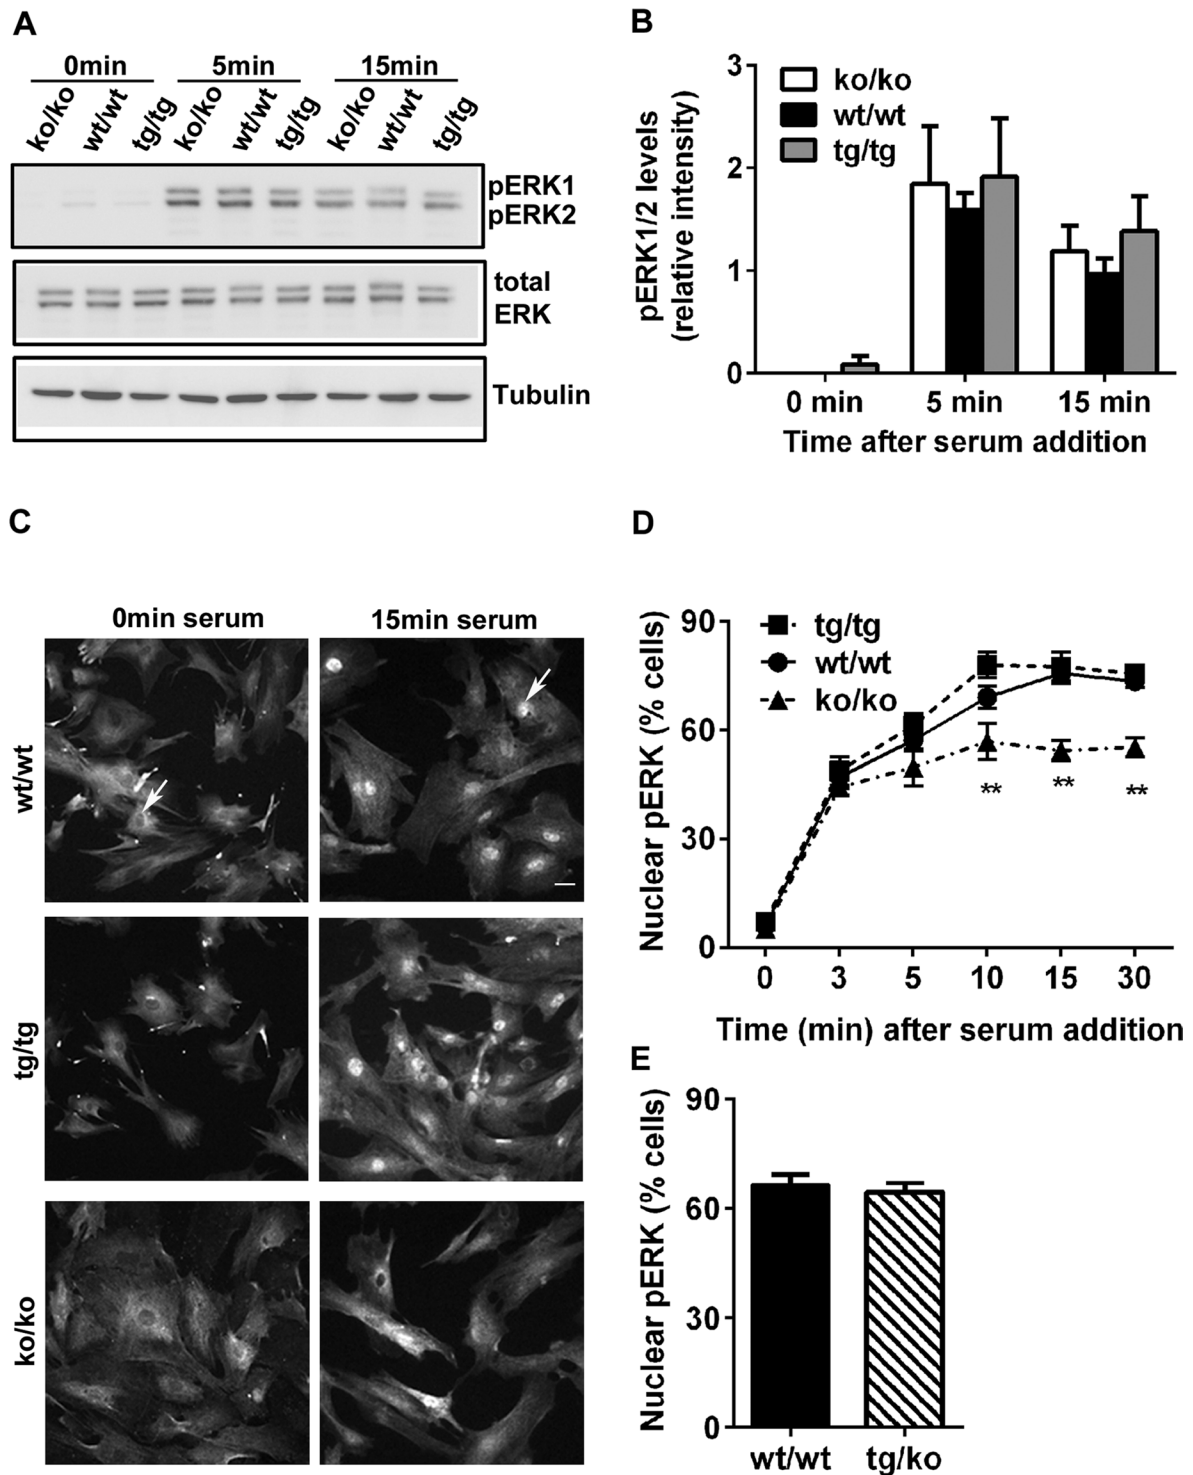 A
0min 5min 15min
ko/ko wt/wt tg/tg ko/ko wt/wt tg/tg ko/ko wt/wt tg/tg
pERK1
pERK2
total
ERK
Tubulin
B
pERK1/2 levels
(relative intensity)
3
2
1
0
ko/ko
wt/wt
tg/tg
0 min 5 min 15 min
Time after serum addition
C
0min serum 15min serum
wt/wt
tg/tg
ko/ko
D
Nuclear pERK (% cells)
90
60
30
0
tg/tg
wt/wt
ko/ko
** ** **
0 3 5 10 15 30
Time (min) after serum addition
E
Nuclear pERK (% cells)
90
60
30
0
wt/wt tg/ko